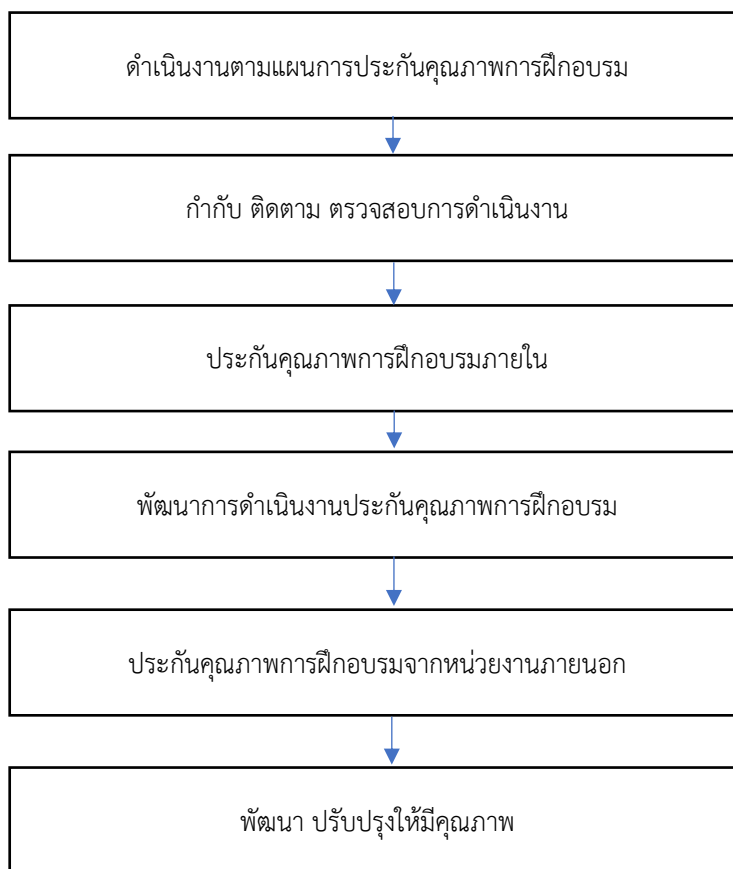 ดำเนินงานตามแผนการประกันคุณภาพการฝึกอบรม
กำกับ ติดตาม ตรวจสอบการดำเนินงาน
ประกันคุณภาพการฝึกอบรมภายใน
พัฒนาการดำเนินงานประกันคุณภาพการฝึกอบรม
ประกันคุณภาพการฝึกอบรมจากหน่วยงานภายนอก
พัฒนา ปรับปรุงให้มีคุณภาพ